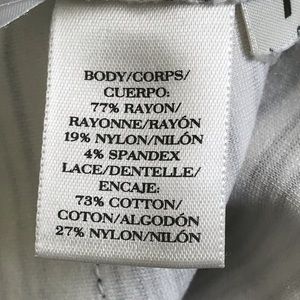 BODY/CORPS/
CUERPO:
77% RAYON/
RAYONNE/RAYÓN
19% NYLON/NILÓN
4% SPANDEX
LACE/DENTELLE/
ENCAJE:
73% COTTON/
COTON/ALGODÓN
27% NYLON/NILÓN